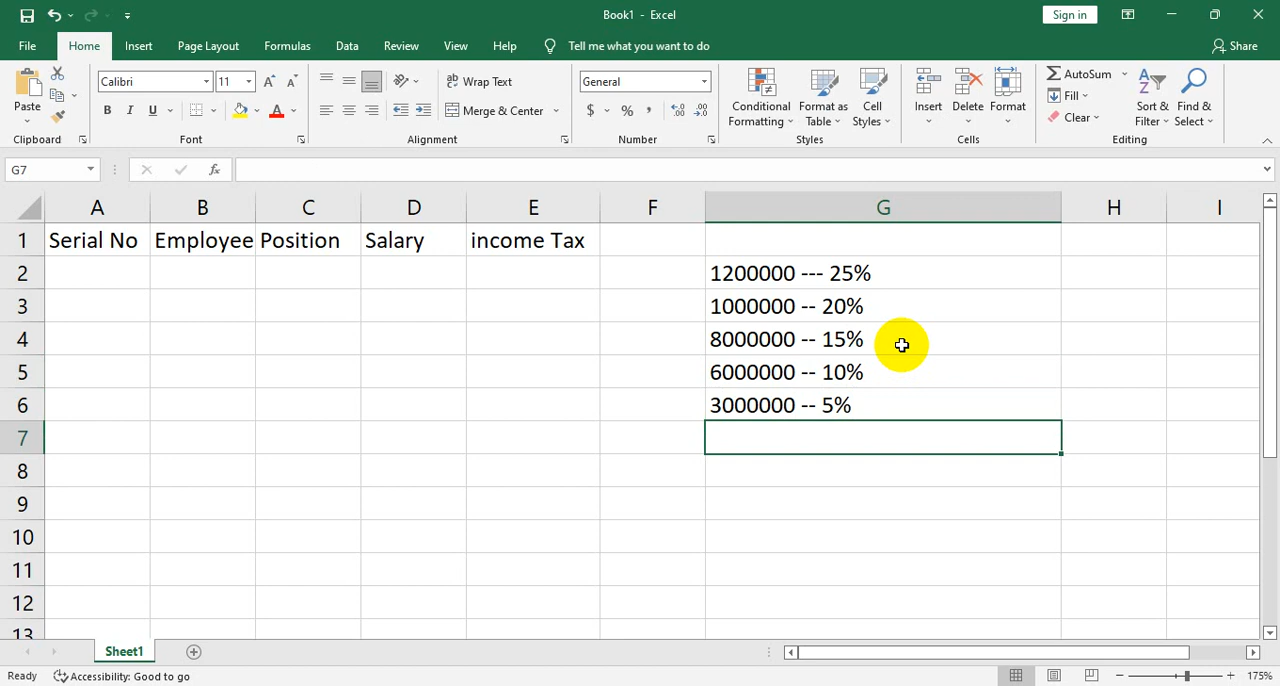 Book1 - Excel
Sign in
File Home Insert Page Layout Formulas Data Review View Help Tell me what you want to do Share
Paste
Clipboard
Calibri 11
B I U A
Font
Wrap Text
Merge & Center
Alignment
General
$ % ,
Number
Conditional Formatting
Format as Table
Cell Styles
Styles
Insert Delete Format
Cells
AutoSum
Fill
Clear
Sort & Filter
Find & Select
Editing
G7 fx
A B C D E F G H I
1 Serial No Employee Position Salary income Tax
2 1200000 --- 25%
3 1000000 -- 20%
4 8000000 -- 15%
5 6000000 -- 10%
6 3000000 -- 5%
7
8
9
10
11
12
13
Sheet1
Ready Accessibility: Good to go 175%